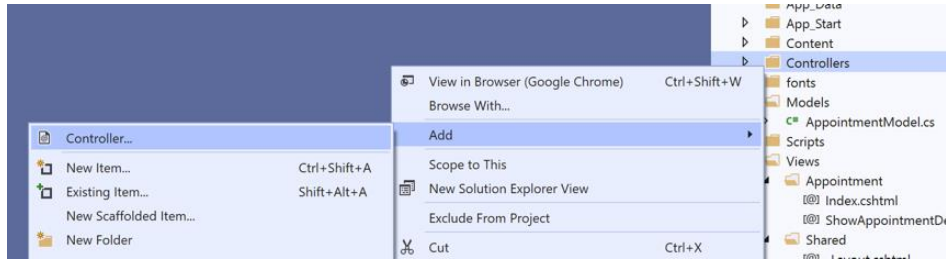 App_Data
App_Start
Content
Controllers
fonts
Models
C# AppointmentModel.cs
Scripts
Views
Appointment
[@] Index.cshtml
[@] ShowAppointmentDe
Shared
View in Browser (Google Chrome) Ctrl+Shift+W
Browse With...
Add
Scope to This
New Solution Explorer View
Exclude From Project
Cut Ctrl+X
Controller...
New Item... Ctrl+Shift+A
Existing Item... Shift+Alt+A
New Scaffolded Item...
New Folder